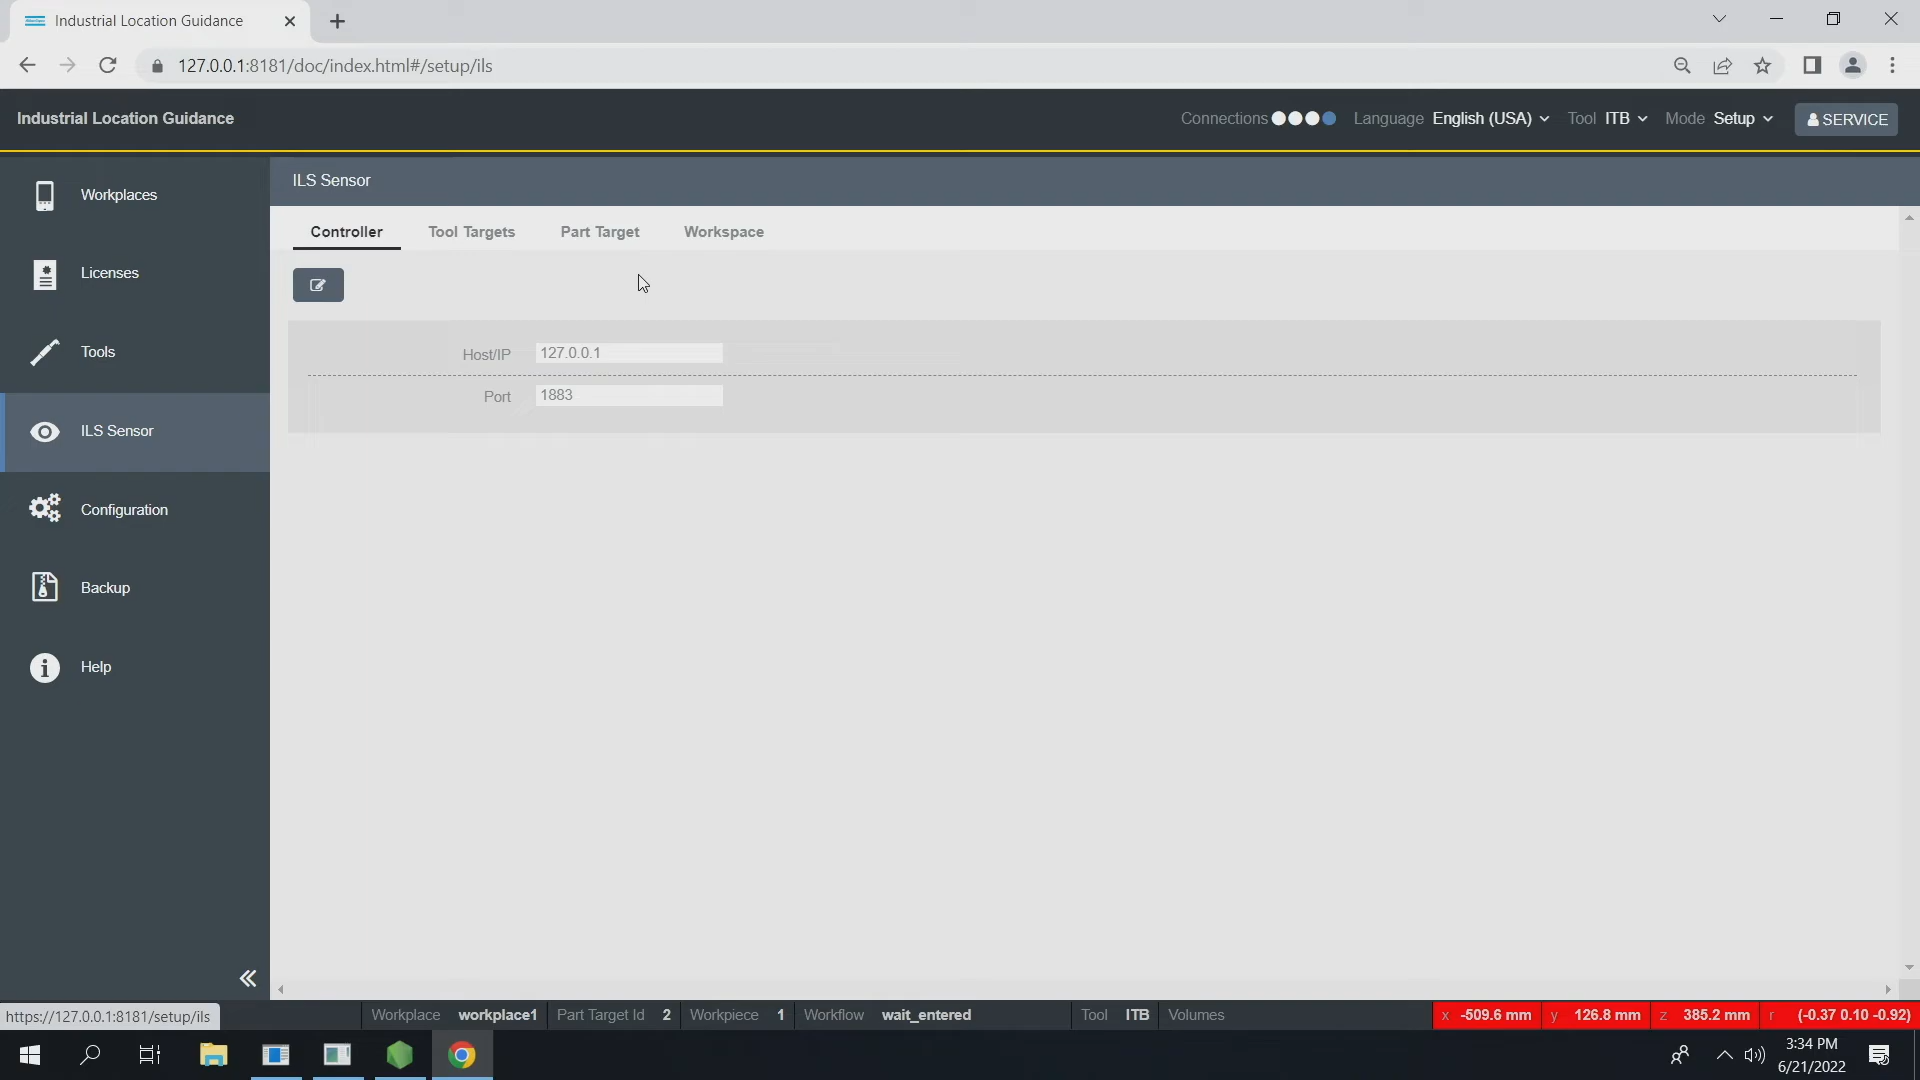 Industrial Location Guidance
127.0.0.1:8181/doc/index.html#/setup/ils
Industrial Location Guidance
Connections Language English (USA) Tool ITB Mode Setup SERVICE
ILS Sensor
Workplaces
Licenses
Tools
ILS Sensor
Configuration
Backup
Help
Controller Tool Targets Part Target Workspace
Host/IP 127.0.0.1
Port 1883
https://127.0.0.1:8181/setup/ils
Workplace workplace1 Part Target Id 2 Workpiece 1 Workflow wait_entered Tool ITB Volumes x -509.6 mm y 126.8 mm z 385.2 mm r (-0.37 0.10 -0.92)
3:34 PM
6/21/2022